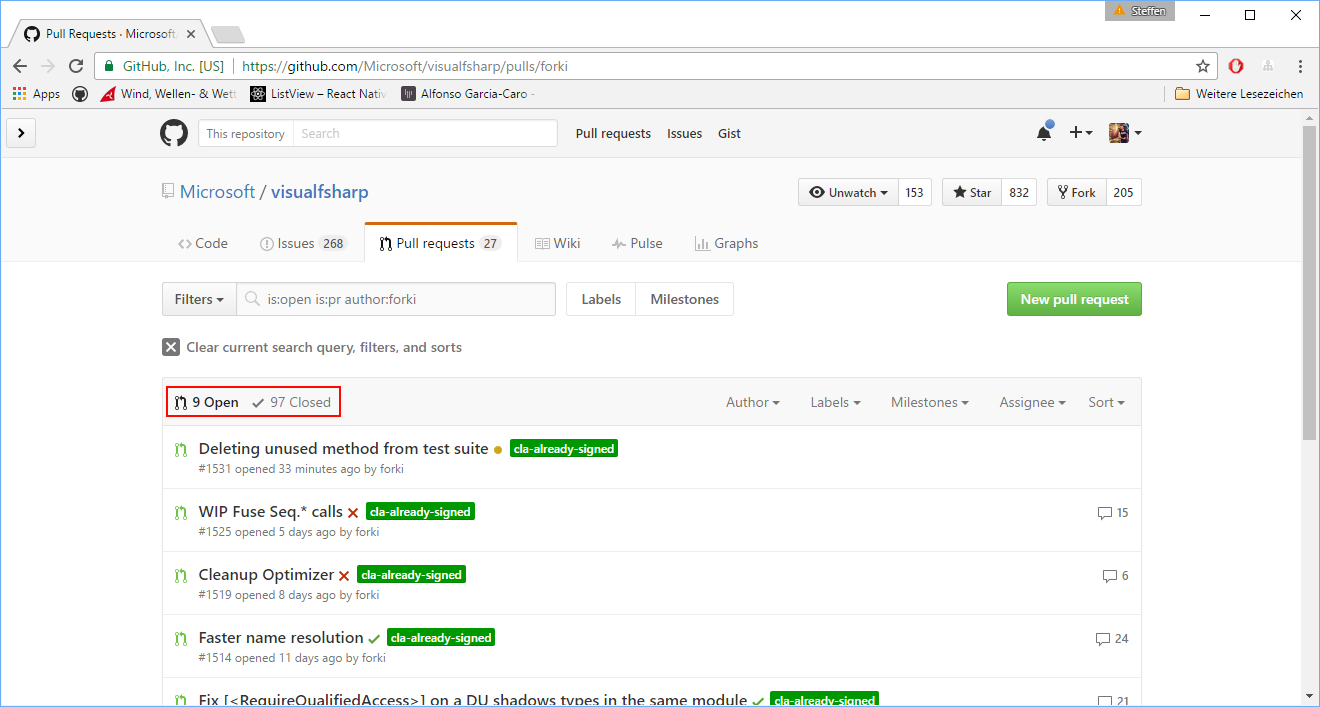 Steffen
Pull Requests · Microsoft
GitHub, Inc. [US] https://github.com/Microsoft/visualfsharp/pulls/forki
Apps Wind, Wellen- & Wett ListView – React Nativ Alfonso Garcia-Caro - Weitere Lesezeichen
This repository Search Pull requests Issues Gist
Microsoft / visualfsharp Unwatch 153 Star 832 Fork 205
Code Issues 268 Pull requests 27 Wiki Pulse Graphs
Filters is:open is:pr author:forki Labels Milestones New pull request
Clear current search query, filters, and sorts
9 Open 97 Closed Author Labels Milestones Assignee Sort
Deleting unused method from test suite cla-already-signed
#1531 opened 33 minutes ago by forki
WIP Fuse Seq.* calls cla-already-signed 15
#1525 opened 5 days ago by forki
Cleanup Optimizer cla-already-signed 6
#1519 opened 8 days ago by forki
Faster name resolution cla-already-signed 24
#1514 opened 11 days ago by forki
Fix [<RequireQualifiedAccess>] on a DU shadows types in the same module cla-already-signed 21